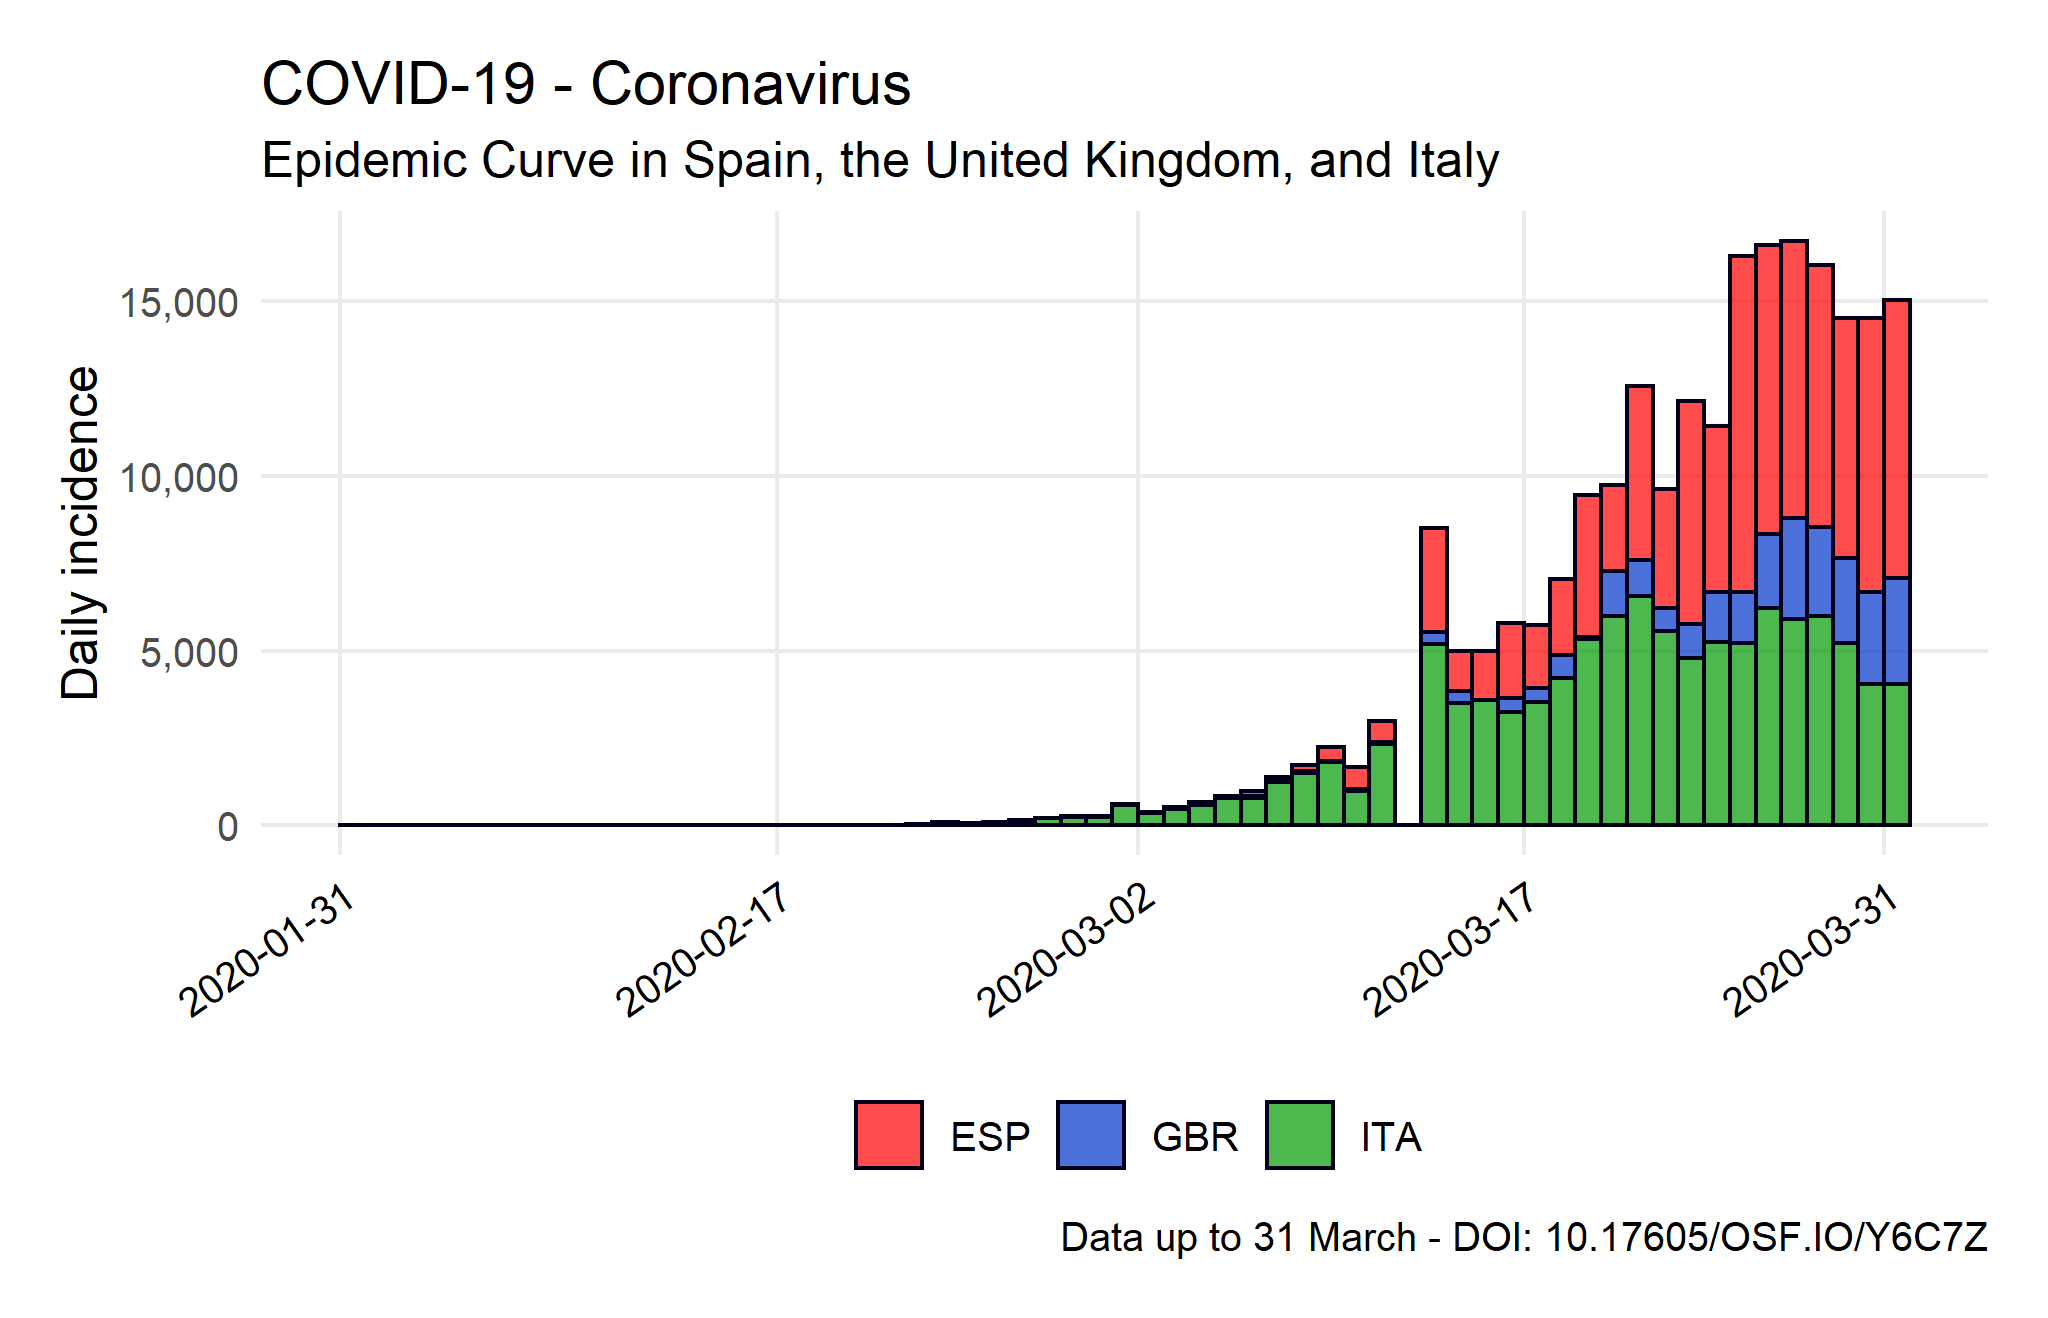 COVID-19 - Coronavirus
Epidemic Curve in Spain, the United Kingdom, and Italy
Daily incidence
15,000
10,000
5,000
0
2020-01-31
2020-02-17
2020-03-02
2020-03-17
2020-03-31
ESP
GBR
ITA
Data up to 31 March - DOI: 10.17605/OSF.IO/Y6C7Z